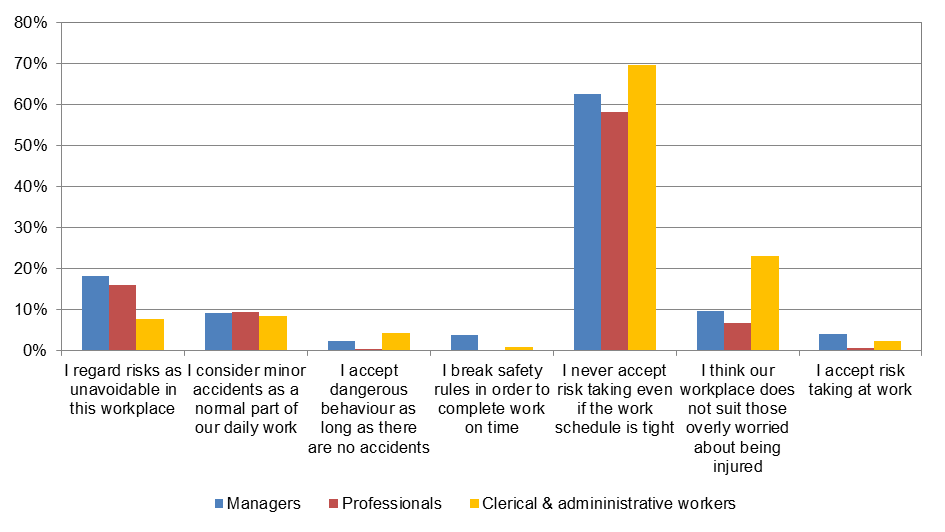 80%
70%
60%
50%
40%
30%
20%
10%
0%
I regard risks as
unavoidable in
this workplace
I consider minor
accidents as a
normal part of
our daily work
I accept
dangerous
behaviour as
long as there
are no accidents
I break safety
rules in order to
complete work
on time
I never accept
risk taking even
if the work
schedule is tight
I think our
workplace does
not suit those
overly worried
about being
injured
I accept risk
taking at work
Managers
Professionals
Clerical & admininistrative workers